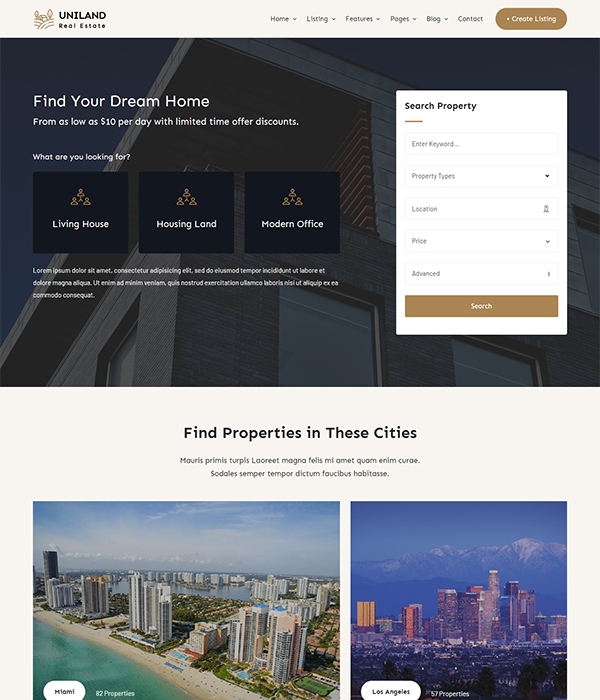 UNILAND
Real Estate
Home
Listing
Features
Pages
Blog
Contact
+ Create Listing
Find Your Dream Home
From as low as $10 per day with limited time offer discounts.
What are you looking for?
Living House
Housing Land
Modern Office
Lorem ipsum dolor sit amet, consectetur adipisicing elit, sed do eiusmod tempor incididunt ut labore et
dolore magna aliqua. Ut enim ad minim veniam, quis nostrud exercitation ullamco laboris nisi ut aliquip ex ea
commodo consequat.
Search Property
Enter Keyword...
Property Types
Location
Price
Advanced
Search
Find Properties in These Cities
Mauris primis turpis Laoreet magna felis mi amet quam enim curae.
Sodales semper tempor dictum faucibus habitasse.
Miami
82 Properties
Los Angeles
57 Properties